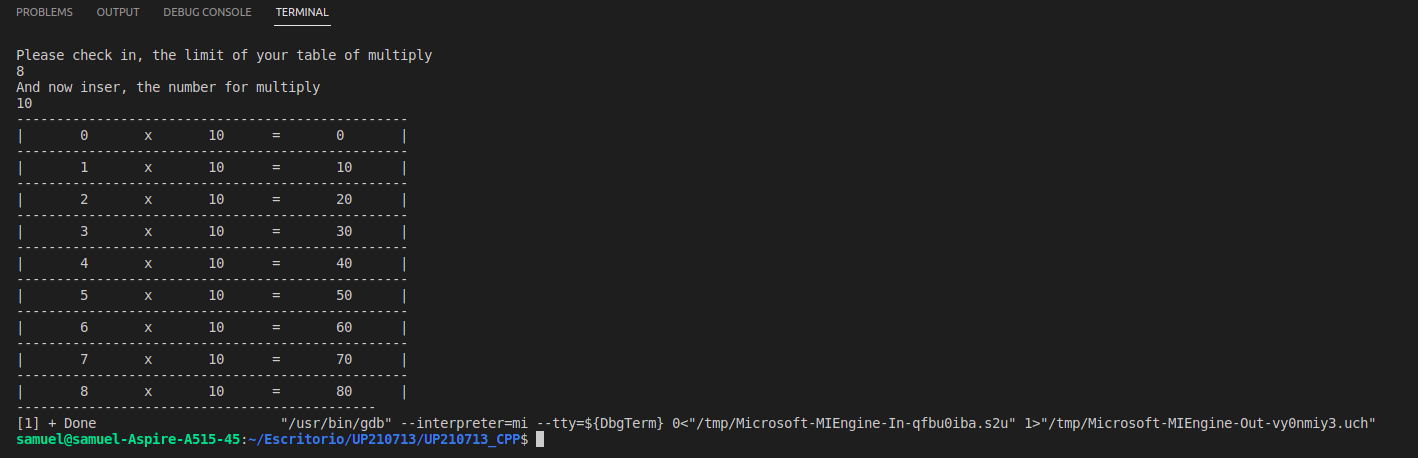 PROBLEMS OUTPUT DEBUG CONSOLE TERMINAL
Please check in, the limit of your table of multiply
8
And now inser, the number for multiply
10
-------------------------------------------------
|       0       x       10      =       0       |
-------------------------------------------------
|       1       x       10      =       10      |
-------------------------------------------------
|       2       x       10      =       20      |
-------------------------------------------------
|       3       x       10      =       30      |
-------------------------------------------------
|       4       x       10      =       40      |
-------------------------------------------------
|       5       x       10      =       50      |
-------------------------------------------------
|       6       x       10      =       60      |
-------------------------------------------------
|       7       x       10      =       70      |
-------------------------------------------------
|       8       x       10      =       80      |
-------------------------------------------------
[1] + Done                       "/usr/bin/gdb" --interpreter=mi --tty=${DbgTerm} 0<"/tmp/Microsoft-MIEngine-In-qfbu0iba.s2u" 1>"/tmp/Microsoft-MIEngine-Out-vy0nmiy3.uch"
samuel@samuel-Aspire-A515-45:~/Escritorio/UP210713/UP210713_CPP$